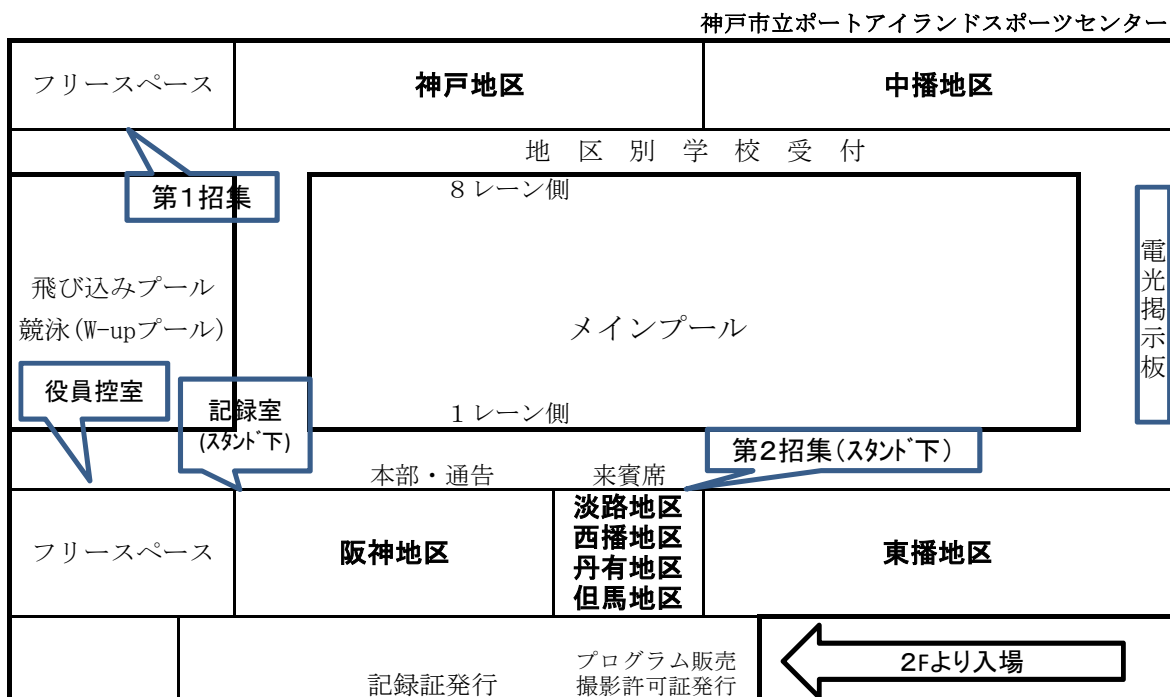 神戸市立ポートアイランドスポーツセンター
フリースペース
神戸地区
中播地区
地区別学校受付
第1招集
8レーン側
電光掲示板
飛び込みプール
競泳(W-upプール)
メインプール
役員控室
記録室
(ｽﾀﾝﾄﾞ下)
1レーン側
第2招集(ｽﾀﾝﾄﾞ下)
本部・通告
来賓席
フリースペース
阪神地区
淡路地区
西播地区
丹有地区
但馬地区
東播地区
記録証発行
プログラム販売
撮影許可証発行
2Fより入場